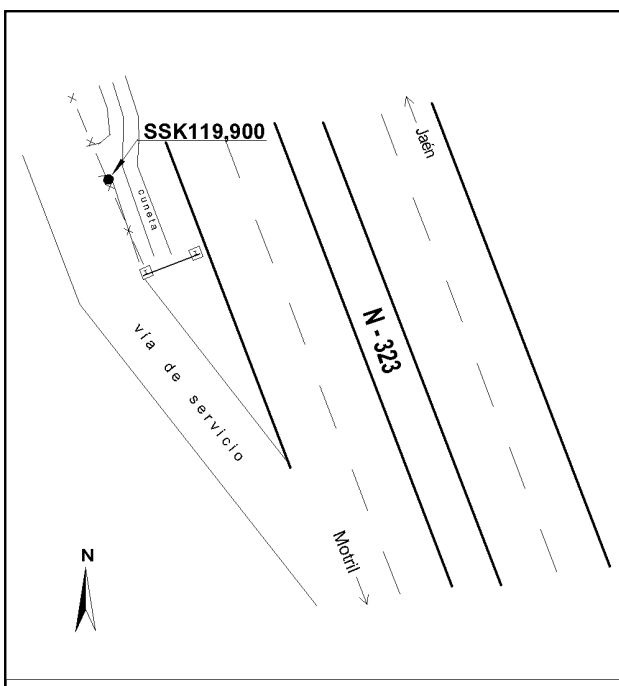 SSK119,900
Jaén
cuneta
N - 323
vía de servicio
Motril
N